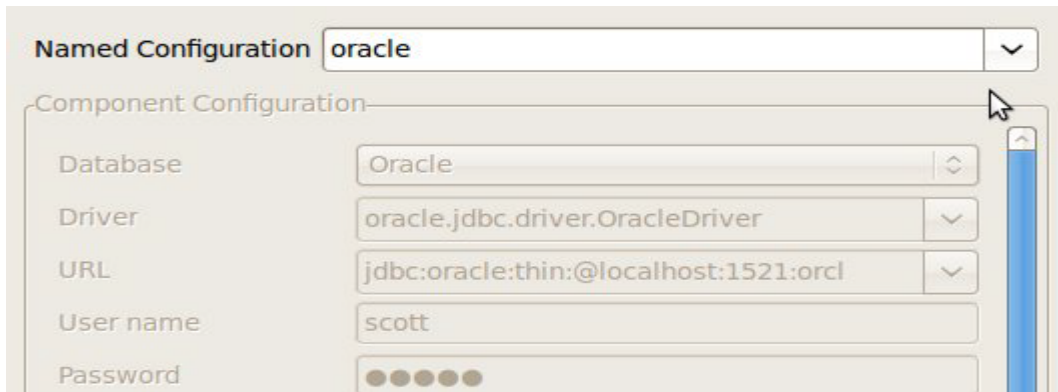 Named Configuration oracle
Component Configuration
Database Oracle
Driver oracle.jdbc.driver.OracleDriver
URL jdbc:oracle:thin:@localhost:1521:orcl
User name scott
Password ●●●●●